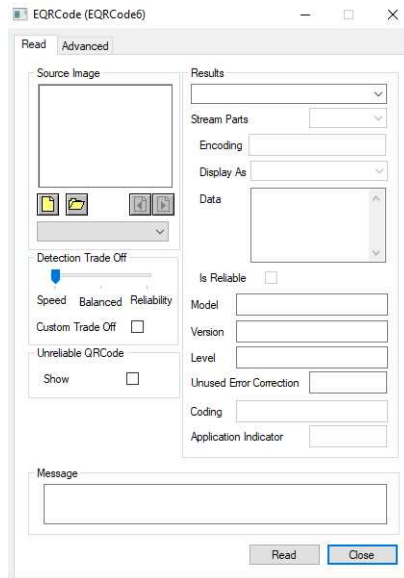 EQRCode (EQRCode6)
Read Advanced
Source Image
Detection Trade Off
Speed Balanced Reliability
Custom Trade Off
Unreliable QRCode
Show
Results
Stream Parts
Encoding
Display As
Data
Is Reliable
Model
Version
Level
Unused Error Correction
Coding
Application Indicator
Message
Read Close